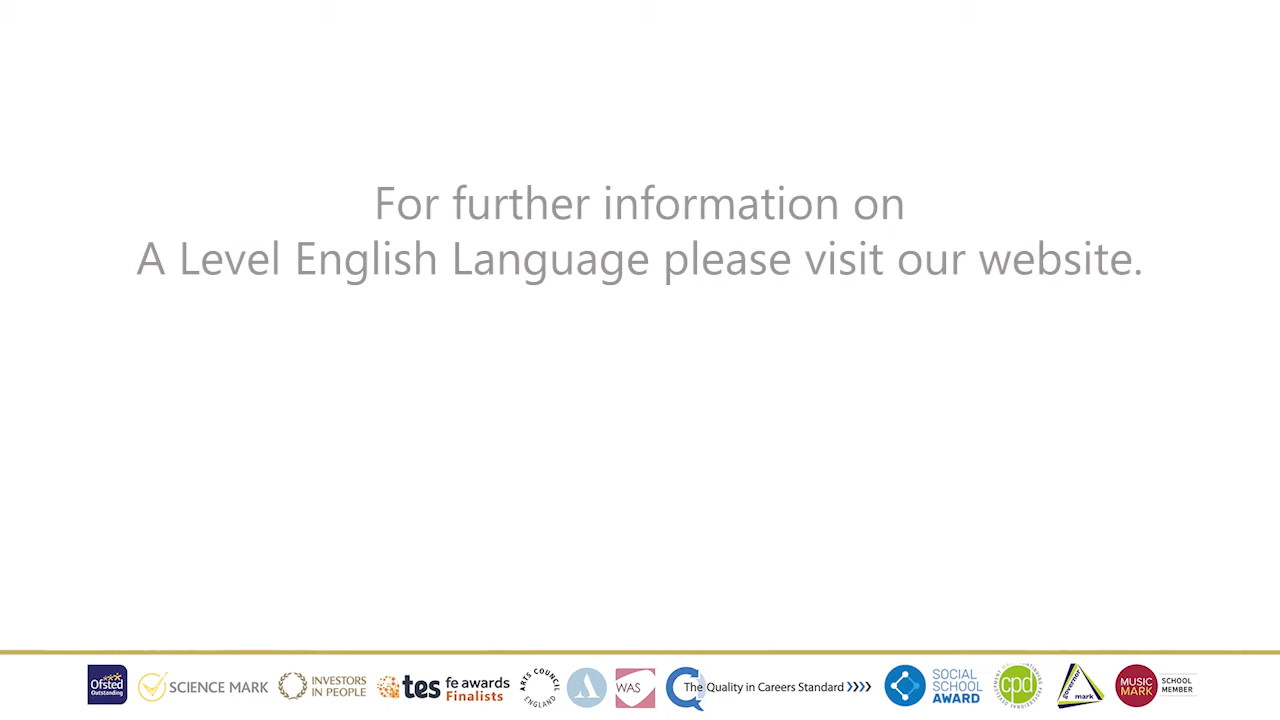 For further information on
A Level English Language please visit our website.
Ofsted
Outstanding
SCIENCE MARK
INVESTORS
IN PEOPLE
tes fe awards
Finalists
ARTS COUNCIL
ENGLAND
WAS
The Quality in Careers Standard
SOCIAL
SCHOOL
AWARD
cpd
governor
mark
MUSIC
MARK
SCHOOL
MEMBER